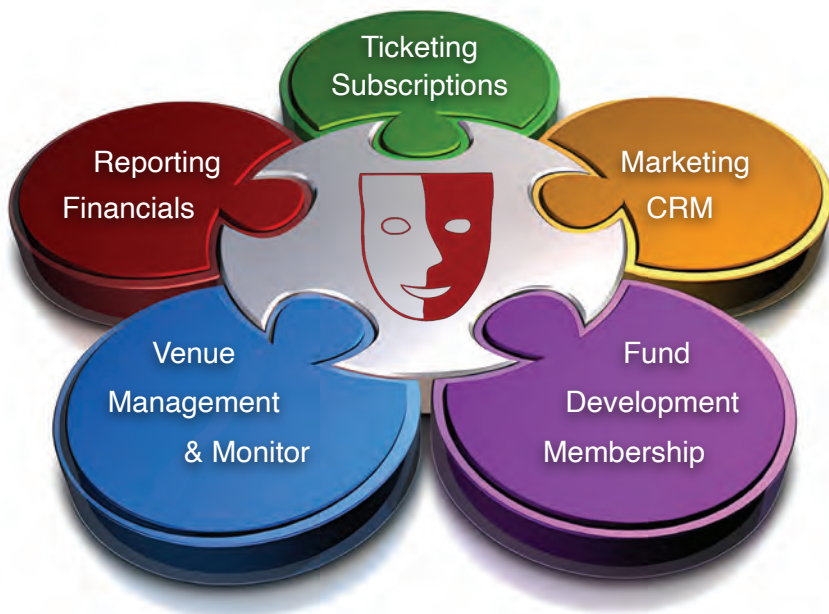 Ticketing
Subscriptions
Reporting
Financials
Marketing
CRM
Venue
Management
& Monitor
Fund
Development
Membership